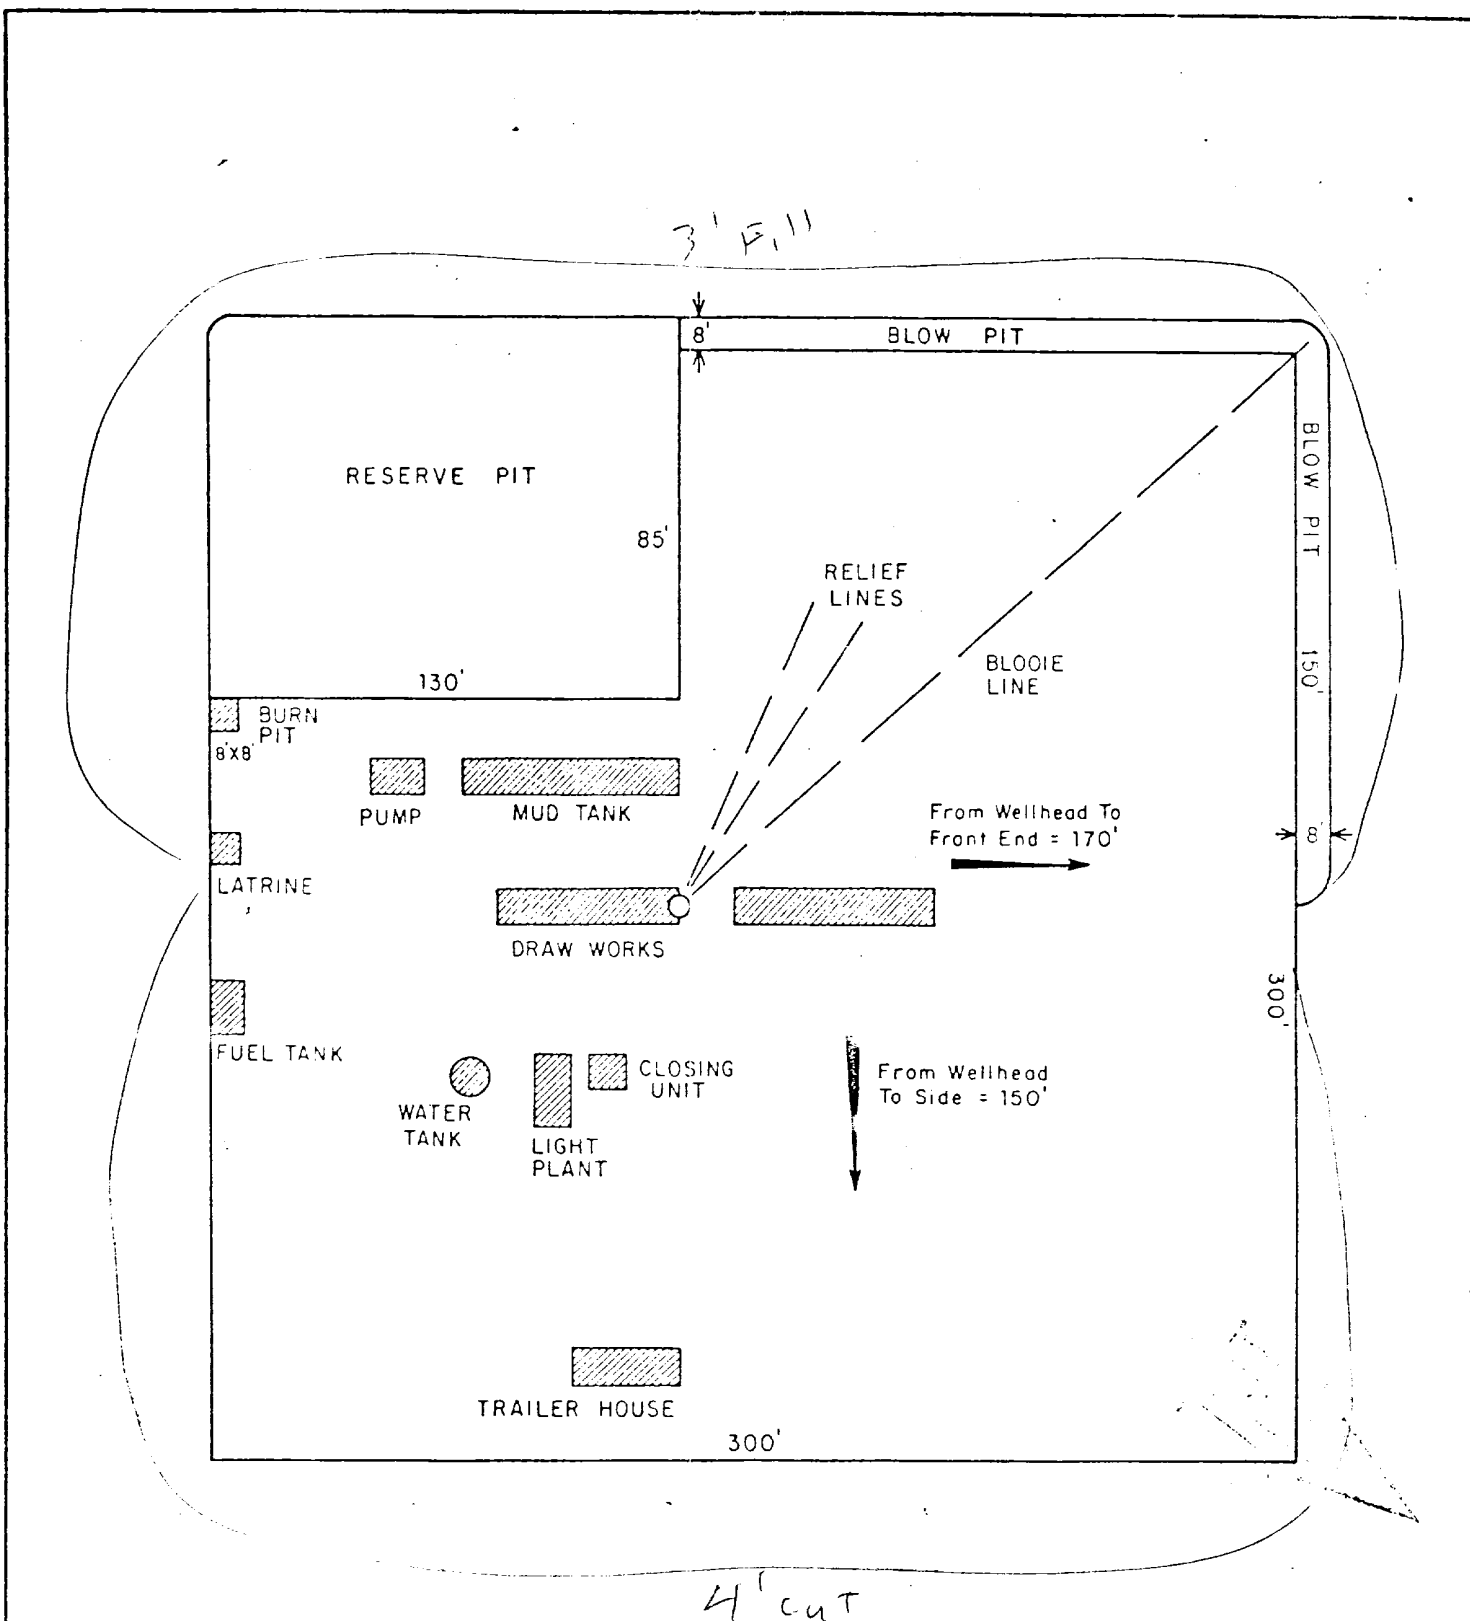 3' Fill
8'
BLOW PIT
BLOW PIT
RESERVE PIT
85'
RELIEF
LINES
BLOOIE
LINE
150'
130'
BURN
PIT
8'X8'
PUMP
MUD TANK
From Wellhead To
Front End = 170'
8'
LATRINE
DRAW WORKS
300'
FUEL TANK
WATER
TANK
LIGHT
PLANT
CLOSING
UNIT
From Wellhead
To Side = 150'
TRAILER HOUSE
300'
4' cut